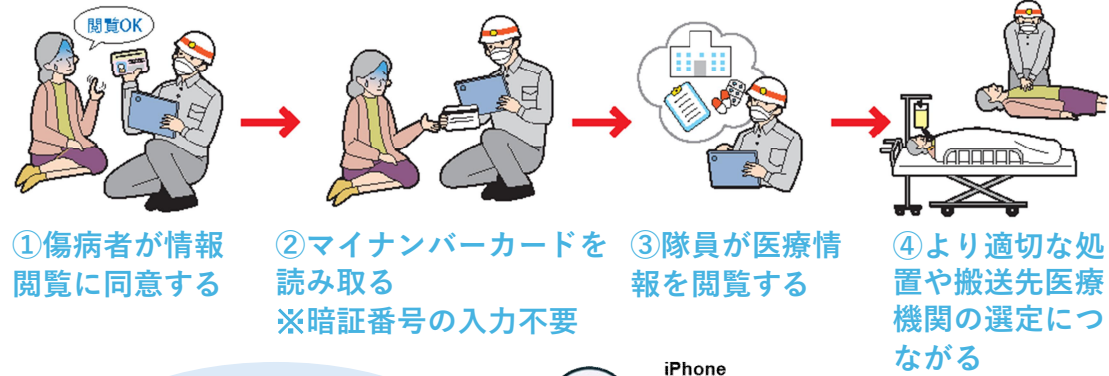 閲覧OK
①傷病者が情報
閲覧に同意する
②マイナンバーカードを
読み取る
※暗証番号の入力不要
③隊員が医療情
報を閲覧する
④より適切な処
置や搬送先医療
機関の選定につ
ながる
iPhone